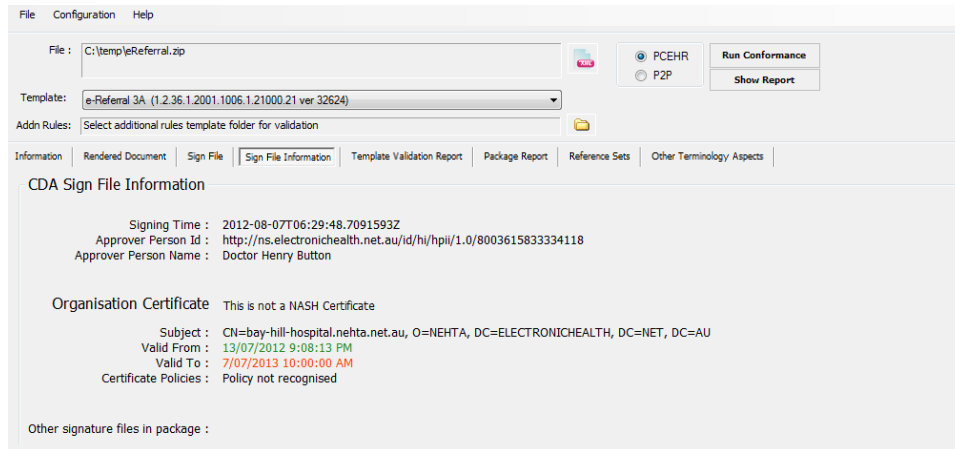 File Configuration Help
File : C:\temp\eReferral.zip
XML
PCEHR
P2P
Run Conformance
Show Report
Template: e-Referral 3A (1.2.36.1.2001.1006.1.21000.21 ver 32624)
Addn Rules: Select additional rules template folder for validation
Information Rendered Document Sign File Sign File Information Template Validation Report Package Report Reference Sets Other Terminology Aspects
CDA Sign File Information
Signing Time : 2012-08-07T06:29:48.7091593Z
Approver Person Id : http://ns.electronichealth.net.au/id/hi/hpii/1.0/8003615833334118
Approver Person Name : Doctor Henry Button
Organisation Certificate This is not a NASH Certificate
Subject : CN=bay-hill-hospital.nehta.net.au, O=NEHTA, DC=ELECTRONICHEALTH, DC=NET, DC=AU
Valid From : 13/07/2012 9:08:13 PM
Valid To : 7/07/2013 10:00:00 AM
Certificate Policies : Policy not recognised
Other signature files in package :